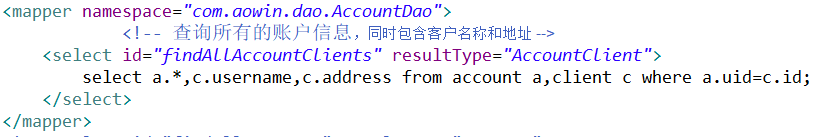 <mapper namespace="com.aowin.dao.AccountDao">
<!-- 查询所有的账户信息，同时包含客户名称和地址 -->
<select id="findAllAccountClients" resultType="AccountClient">
select a.*,c.username,c.address from account a,client c where a.uid=c.id;
</select>
</mapper>